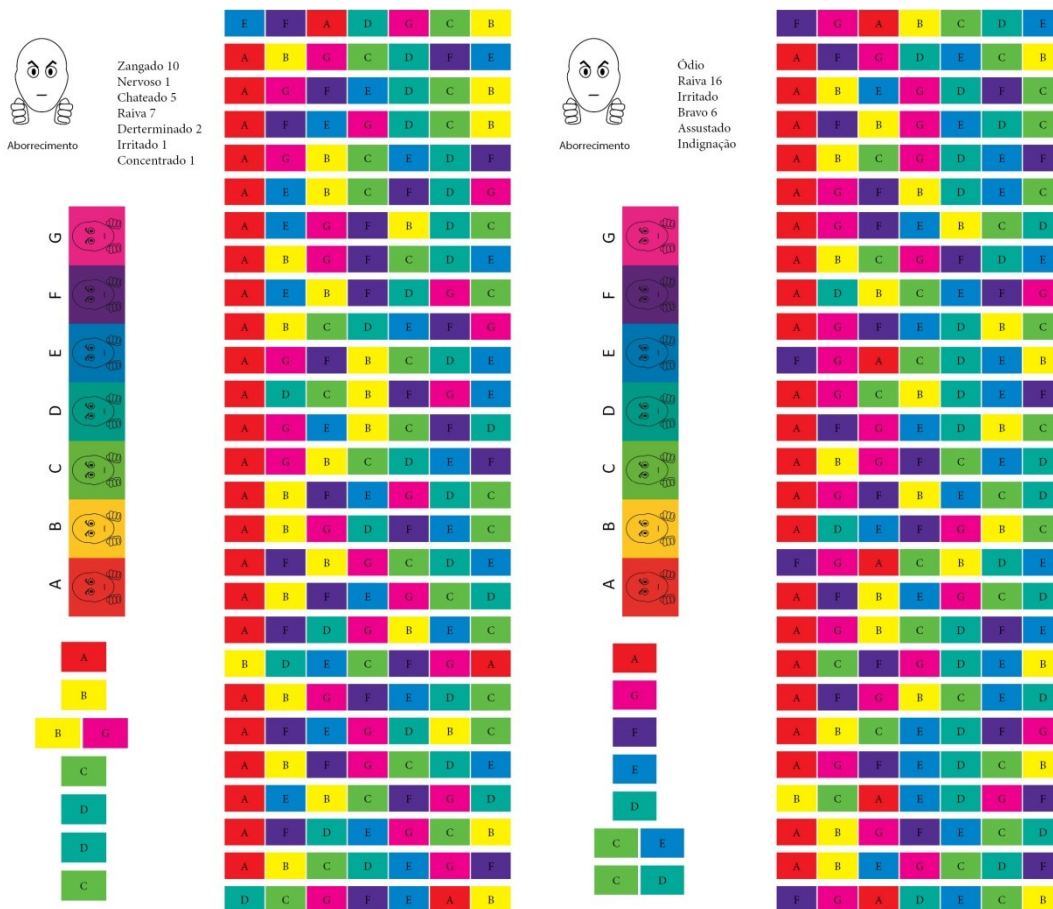 Zangado 10
Nervoso 1
Chateado 5
Raiva 7
Derterminado 2
Irritado 1
Concentrado 1
Aborrecimento
G
F
E
D
C
B
A
A
B
B G
C
D
D
C
E F A D G C B
A B G C D F E
A G F E D C B
A F E G D C B
A G B C E D F
A E B C F D G
A E G F B D C
A B G F C D E
A E B F D G C
A B C D E F G
A G F B C D E
A D C B F G E
A G E B C F D
A G B C D E F
A B F E G D C
A B G D F E C
A F B G C D E
A B F E G C D
A F D G B E C
B D E C F G A
A B G F E D C
A F E G D B C
A B F G C D E
A E B C F G D
A F D E G C B
A B C D E G F
D C G F E A B
Ódio
Raiva 16
Irritado
Bravo 6
Assustado
Indignação
Aborrecimento
G
F
E
D
C
B
A
A
G
F
E
D
C E
C D
F G A B C D E
A F G D E C B
A B E G D F C
A F B G E D C
A B C G D E F
A G F B D E C
A G F E B C D
A B C G F D E
A D B C E F G
A G F E D B C
F G A C D E B
A G C B D E F
A F G E D B C
A B G F C E D
A G F B E C D
A D E F G B C
F G A C B D E
A F B E G C D
A G B C D F E
A C F G D E B
A F G B C E D
A B C E D F G
A G F E D C B
B C A E D G F
A B G F E C D
A B E G C D F
F G A D E C B